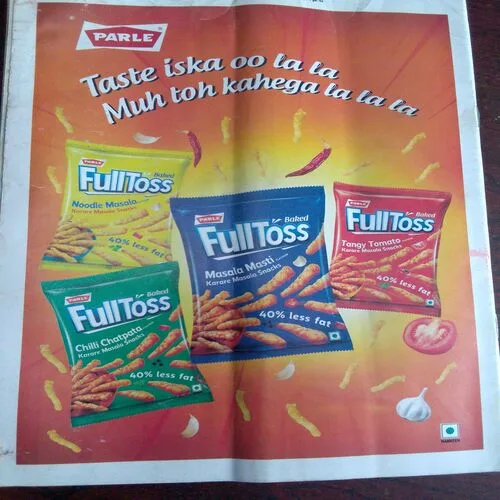 PARLE
Taste iska oo la la
Muh toh kahega la la la la
PARLE
Baked
FullToss
Noodle Masala
Karare Masala Snacks
40% less fat
PARLE
Baked
FullToss
Masala Masti
Karare Masala Snacks
40% less fat
PARLE
Baked
FullToss
Tangy Tomato
Karare Masala Snacks
40% less fat
PARLE
Baked
FullToss
Chilli Chatpata
Karare Masala Snacks
40% less fat
NAMKEEN